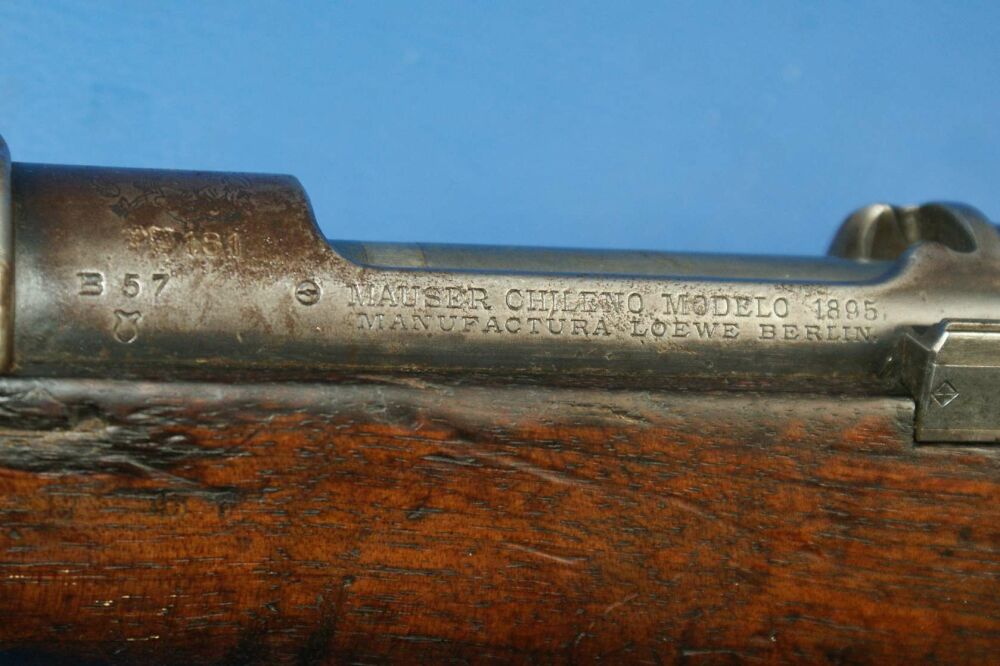 B 57
MAUSER CHILENO MODELO 1895.
MANUFACTURA LOEWE BERLIN.